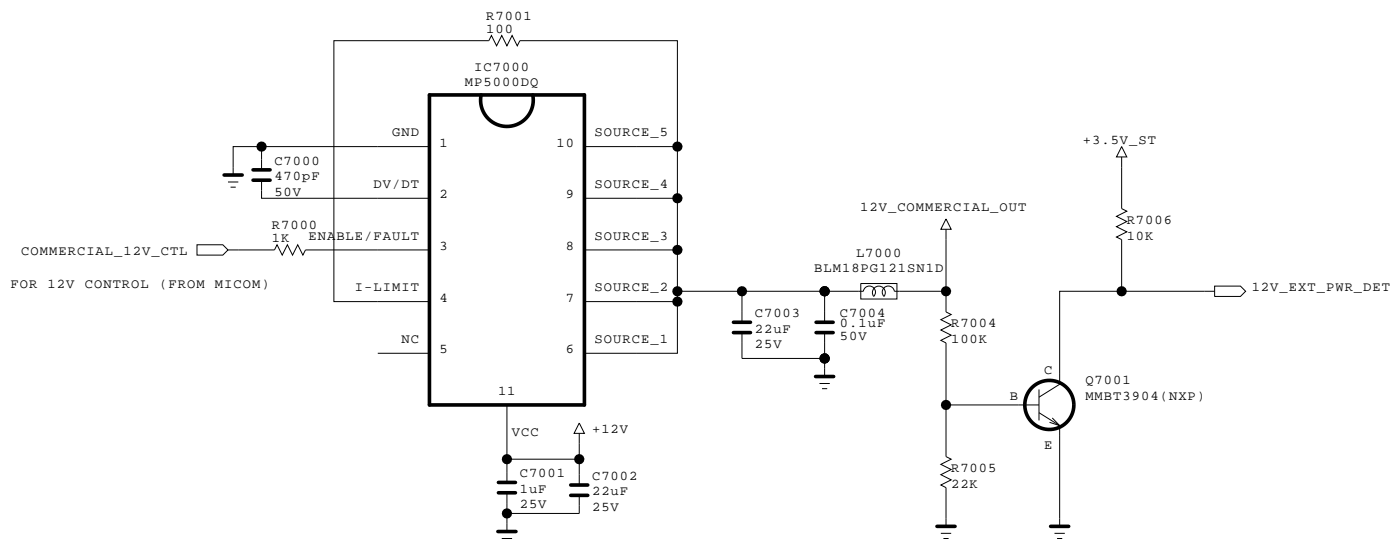 R7001
100
IC7000
MP5000DQ
GND
1
10
SOURCE_5
C7000
470pF
50V
DV/DT
2
9
SOURCE_4
R7000
1K
ENABLE/FAULT
3
8
SOURCE_3
COMMERCIAL_12V_CTL
FOR 12V CONTROL (FROM MICOM)
I-LIMIT
4
7
SOURCE_2
NC
5
6
SOURCE_1
11
VCC
+12V
C7001
1uF
25V
C7002
22uF
25V
C7003
22uF
25V
C7004
0.1uF
50V
L7000
BLM18PG121SN1D
12V_COMMERCIAL_OUT
R7004
100K
R7005
22K
+3.5V_ST
R7006
10K
12V_EXT_PWR_DET
C
B
E
Q7001
MMBT3904(NXP)